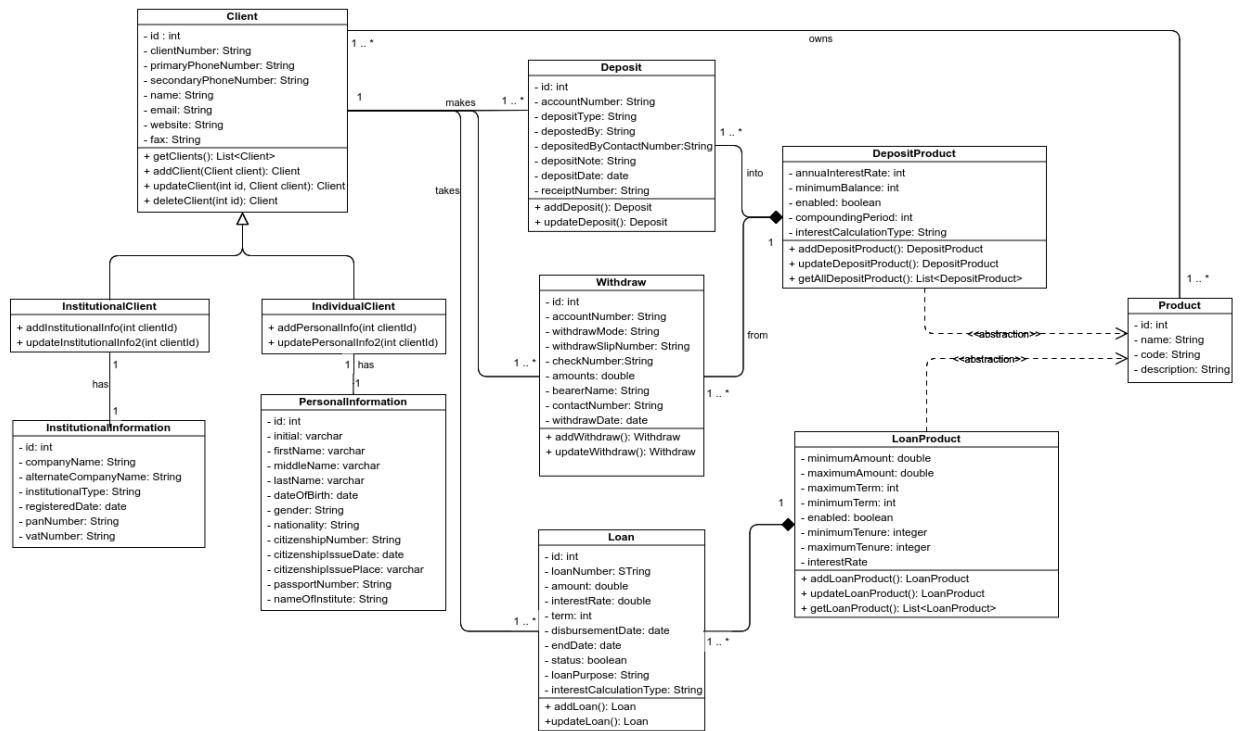 Client
- id : int
- clientNumber: String
- primaryPhoneNumber: String
- secondaryPhoneNumber: String
- name: String
- email: String
- website: String
- fax: String
+ getClients(): List<Client>
+ addClient(Client client): Client
+ updateClient(int id, Client client): Client
+ deleteClient(int id): Client
1 .. *
owns
1 .. *
1
makes
1 .. *
takes
Deposit
- id: int
- accountNumber: String
- depositType: String
- depostedBy: String
- depositedByContactNumber:String
- depositNote: String
- depositDate: date
- receiptNumber: String
+ addDeposit(): Deposit
+ updateDeposit(): Deposit
1 .. *
into
1
DepositProduct
- annuaInterestRate: int
- minimumBalance: int
- enabled: boolean
- compoundingPeriod: int
- interestCalculationType: String
+ addDepositProduct(): DepositProduct
+ updateDepositProduct(): DepositProduct
+ getAllDepositProduct(): List<DepositProduct>
InstitutionalClient
+ addInstitutionalInfo(int clientId)
+ updateInstitutionalInfo2(int clientId)
1
has
1
IndividualClient
+ addPersonalInfo(int clientId)
+ updatePersonalInfo2(int clientId)
1
has
1
Withdraw
- id: int
- accountNumber: String
- withdrawMode: String
- withdrawSlipNumber: String
- checkNumber:String
- amounts: double
- bearerName: String
- contactNumber: String
- withdrawDate: date
+ addWithdraw(): Withdraw
+ updateWithdraw(): Withdraw
1 .. *
from
1 .. *
<<abstraction>>
<<abstraction>>
Product
- id: int
- name: String
- code: String
- description: String
InstitutionalInformation
- id: int
- companyName: String
- alternateCompanyName: String
- institutionalType: String
- registeredDate: date
- panNumber: String
- vatNumber: String
PersonalInformation
- id: int
- initial: varchar
- firstName: varchar
- middleName: varchar
- lastName: varchar
- dateOfBirth: date
- gender: String
- nationality: String
- citizenshipNumber: String
- citizenshipIssueDate: date
- citizenshipIssuePlace: varchar
- passportNumber: String
- nameOfInstitute: String
LoanProduct
- minimumAmount: double
- maximumAmount: double
- maximumTerm: int
- minimumTerm: int
- enabled: boolean
- minimumTenure: integer
- maximumTenure: integer
- interestRate
+ addLoanProduct(): LoanProduct
+ updateLoanProduct(): LoanProduct
+ getLoanProduct(): List<LoanProduct>
1
Loan
- id: int
- loanNumber: STring
- amount: double
- interestRate: double
- term: int
- disbursementDate: date
- endDate: date
- status: boolean
- loanPurpose: String
- interestCalculationType: String
+ addLoan(): Loan
+updateLoan(): Loan
1 .. *
1 .. *